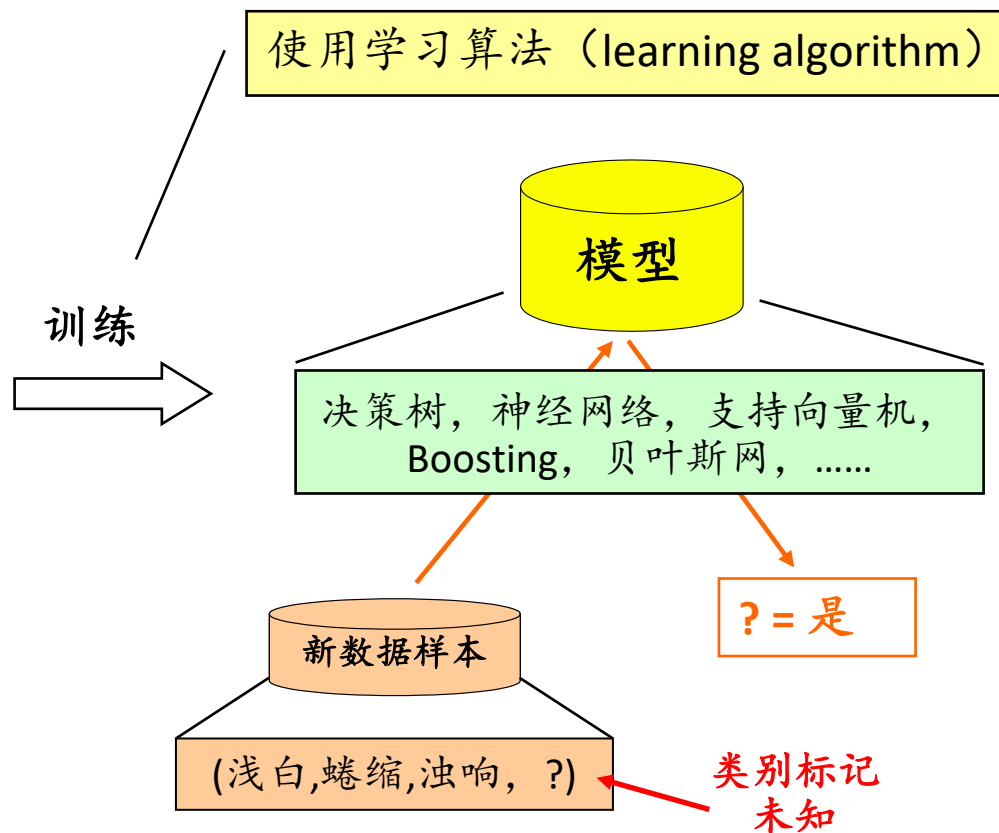 使用学习算法（learning algorithm）
模型
训练
决策树，神经网络，支持向量机，
Boosting，贝叶斯网，……
? = 是
新数据样本
(浅白,蜷缩,浊响，?)
类别标记
未知